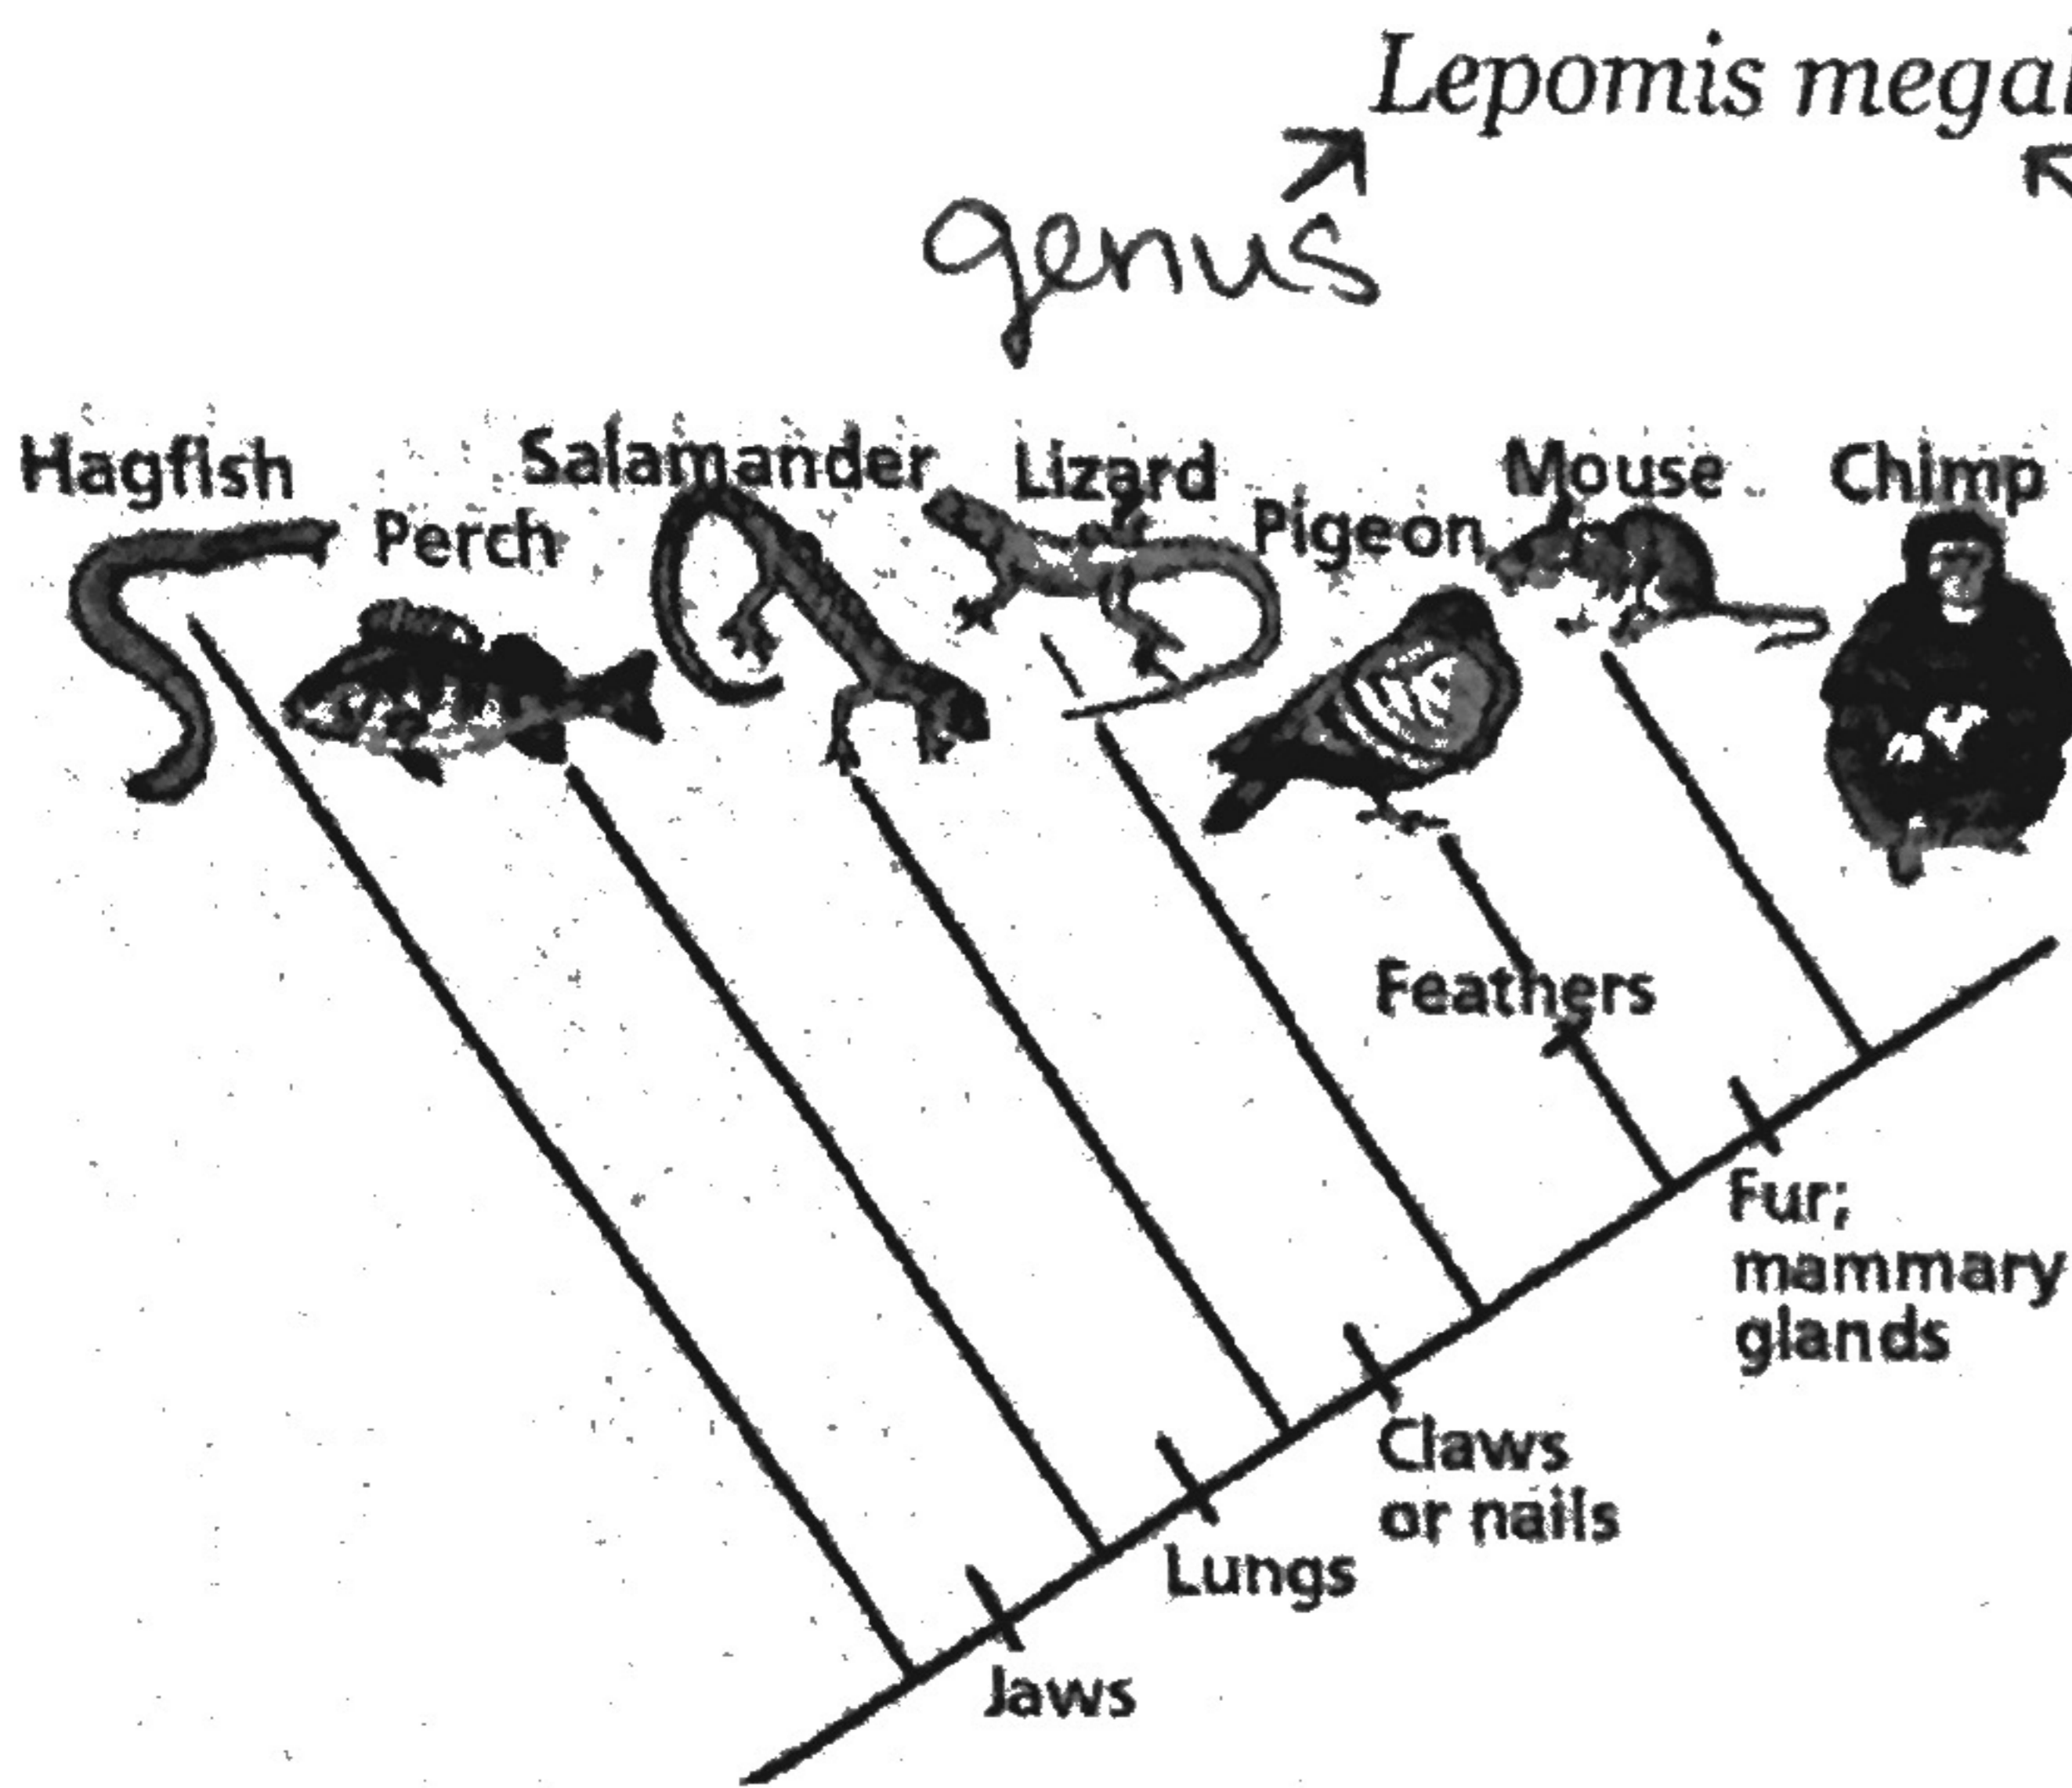 Lepomis megal
genus
Hagfish
Perch
Salamander
Lizard
Pigeon
Mouse
Chimp
Feathers
Fur;
mammary
glands
Claws
or nails
Lungs
Jaws